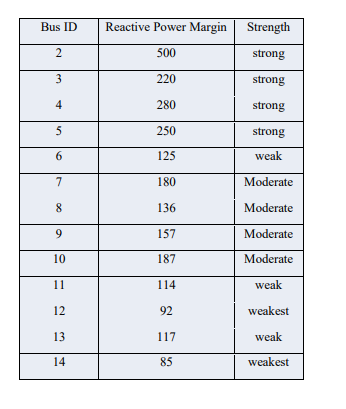 Bus ID Reactive Power Margin Strength
2 500 strong
3 220 strong
4 280 strong
5 250 strong
6 125 weak
7 180 Moderate
8 136 Moderate
9 157 Moderate
10 187 Moderate
11 114 weak
12 92 weakest
13 117 weak
14 85 weakest